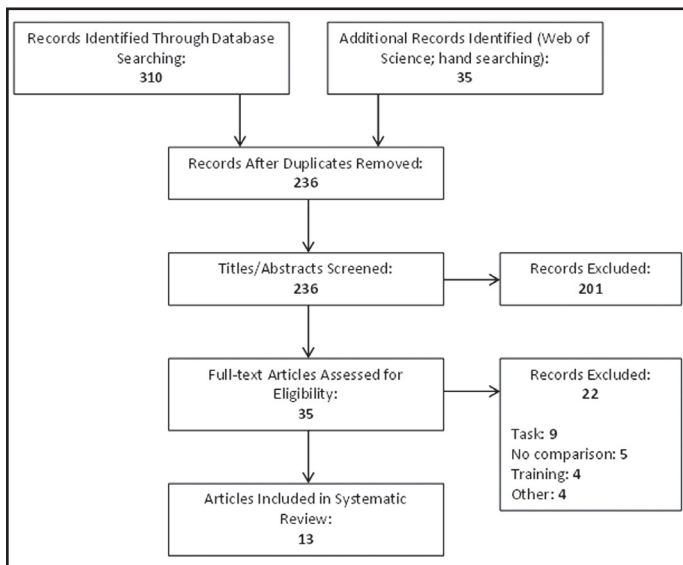 Records Identified Through Database
Searching:
310
Additional Records Identified (Web of
Science; hand searching):
35
Records After Duplicates Removed:
236
Titles/Abstracts Screened:
236
Records Excluded:
201
Full-text Articles Assessed for
Eligibility:
35
Records Excluded:
22
Task: 9
No comparison: 5
Training: 4
Other: 4
Articles Included in Systematic
Review:
13